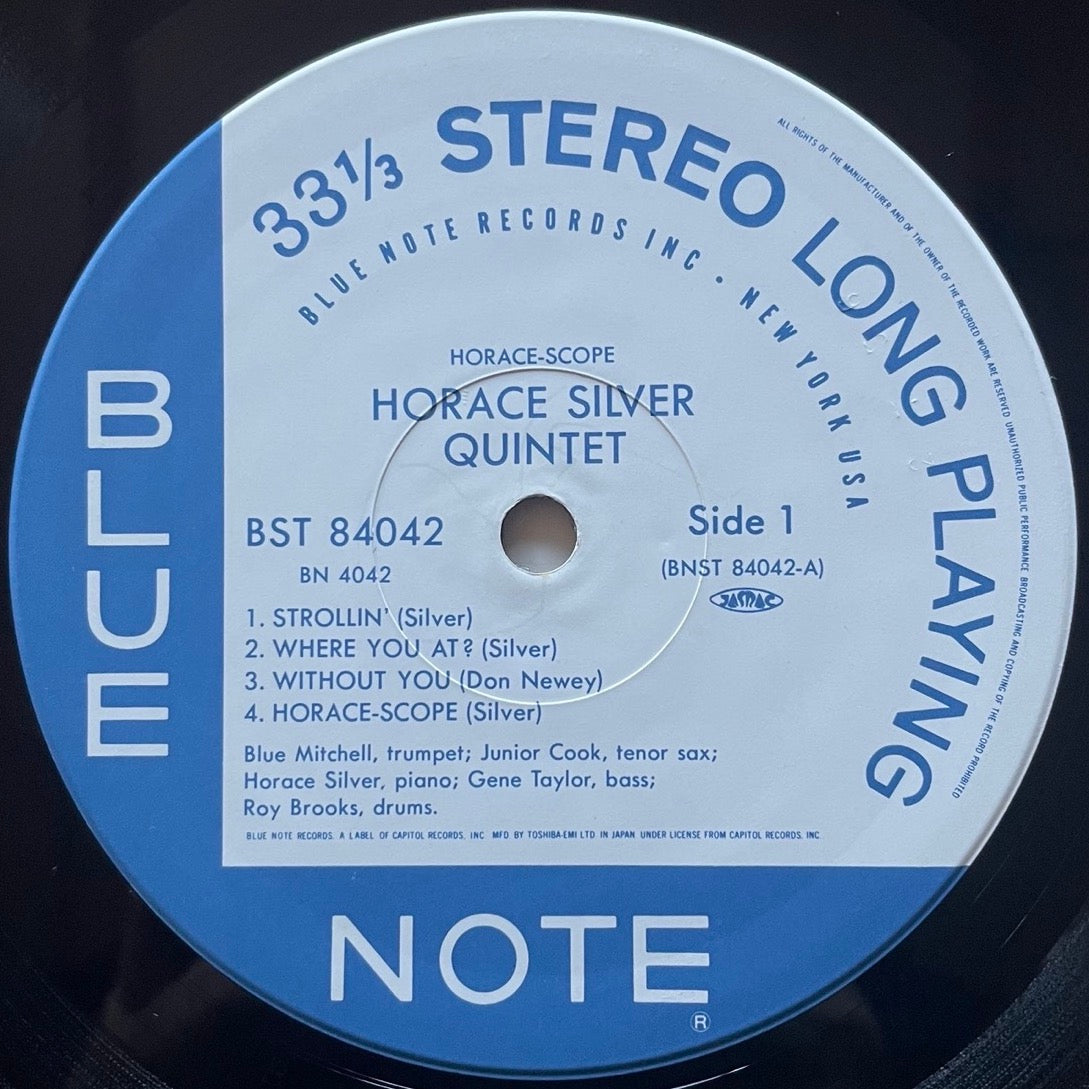 33⅓ STEREO LONG PLAYING
BLUE NOTE RECORDS INC • NEW YORK USA
ALL RIGHTS OF THE MANUFACTURER AND OF THE OWNER OF THE RECORDED WORK ARE RESERVED UNAUTHORIZED PUBLIC PERFORMANCE BROADCASTING AND COPYING OF THE RECORD PROHIBITED
HORACE-SCOPE
HORACE SILVER
QUINTET
BST 84042
BN 4042
Side 1
(BNST 84042-A)
JASRAC
1. STROLLIN' (Silver)
2. WHERE YOU AT? (Silver)
3. WITHOUT YOU (Don Newey)
4. HORACE-SCOPE (Silver)
Blue Mitchell, trumpet; Junior Cook, tenor sax;
Horace Silver, piano; Gene Taylor, bass;
Roy Brooks, drums.
BLUE NOTE RECORDS. A LABEL OF CAPITOL RECORDS, INC MFD BY TOSHIBA-EMI LTD IN JAPAN UNDER LICENSE FROM CAPITOL RECORDS, INC.
BLUE
NOTE
®